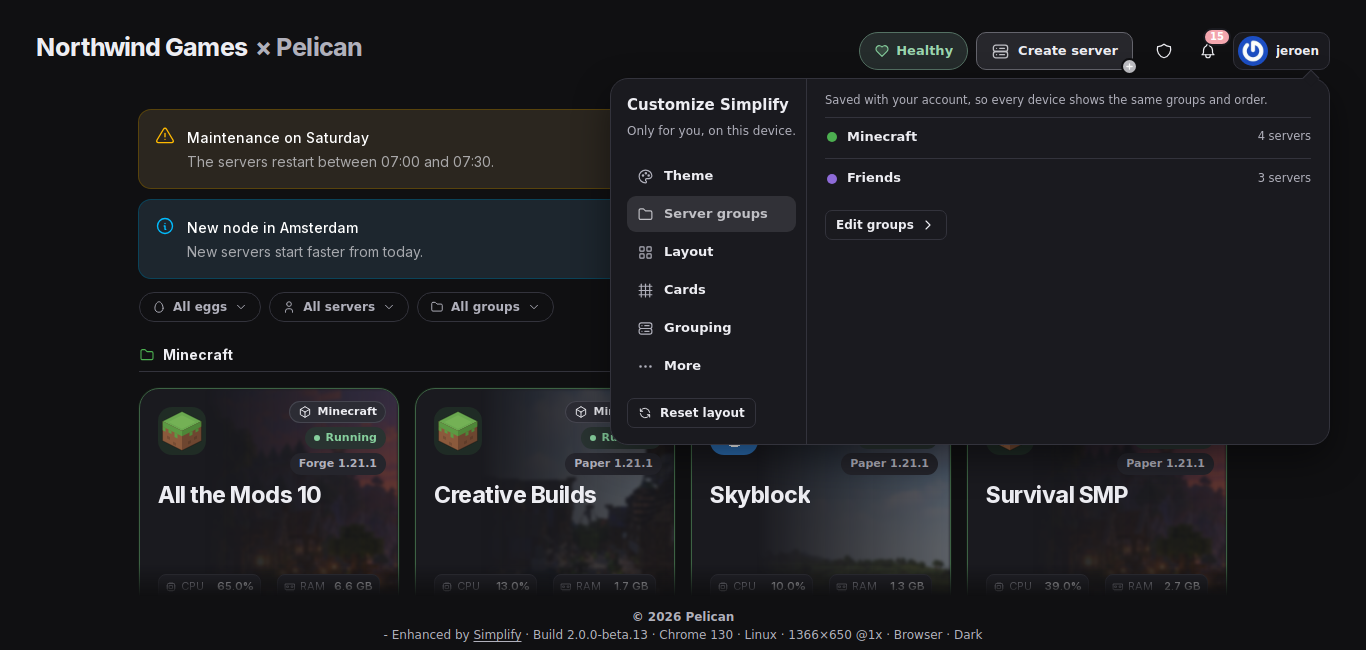 Northwind Games × Pelican
Healthy
Create server
15
jeroen
Maintenance on Saturday
The servers restart between 07:00 and 07:30.
New node in Amsterdam
New servers start faster from today.
All eggs
All servers
All groups
Customize Simplify
Only for you, on this device.
Theme
Server groups
Layout
Cards
Grouping
More
Reset layout
Saved with your account, so every device shows the same groups and order.
Minecraft 4 servers
Friends 3 servers
Edit groups
Minecraft
Minecraft
Running
Forge 1.21.1
All the Mods 10
CPU 65.0% RAM 6.6 GB
Paper 1.21.1
Creative Builds
CPU 13.0% RAM 1.7 GB
Paper 1.21.1
Skyblock
CPU 10.0% RAM 1.3 GB
Paper 1.21.1
Survival SMP
CPU 39.0% RAM 2.7 GB
© 2026 Pelican
- Enhanced by Simplify · Build 2.0.0-beta.13 · Chrome 130 · Linux · 1366×650 @1x · Browser · Dark